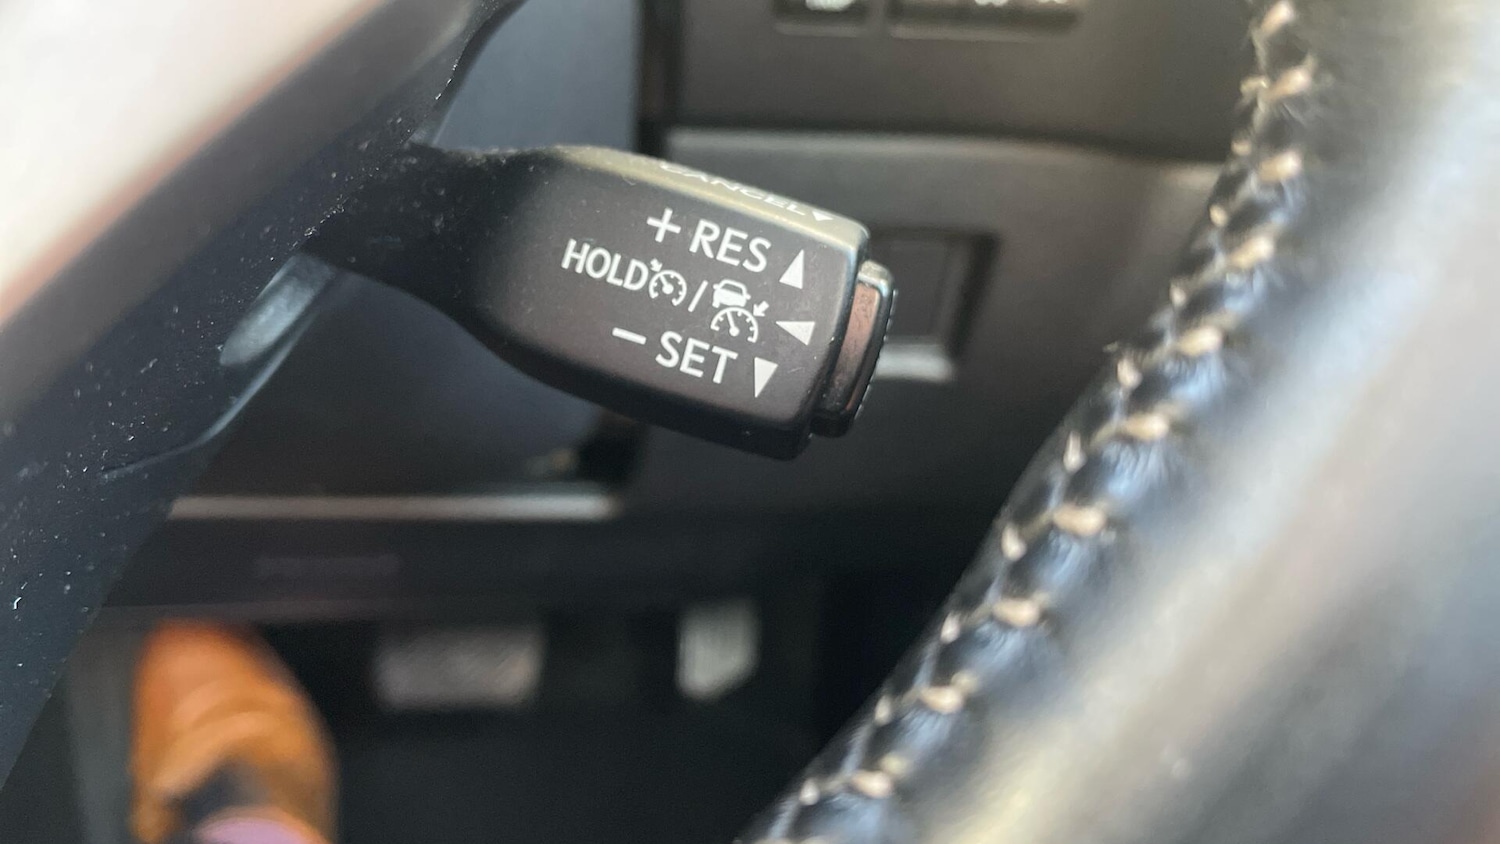 CANCEL
+ RES
HOLD /
− SET